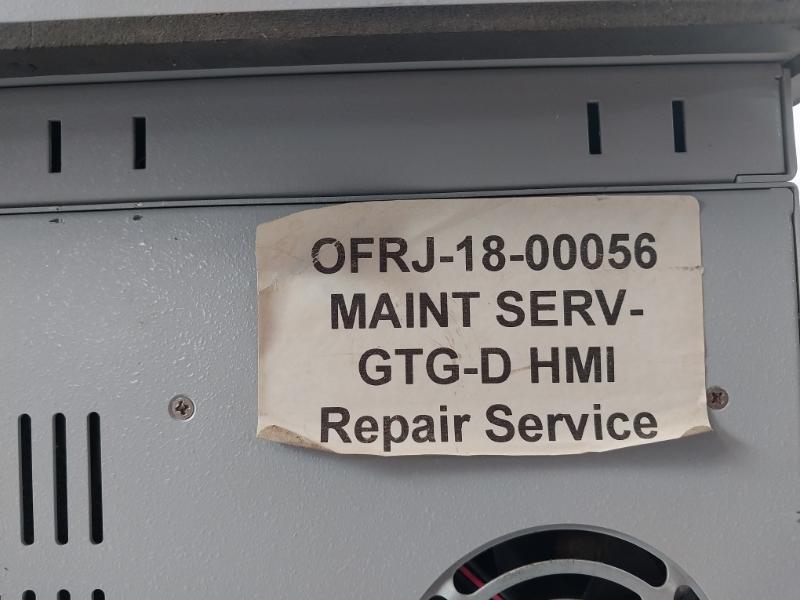 OFRJ-18-00056
MAINT SERV-
GTG-D HMI
Repair Service